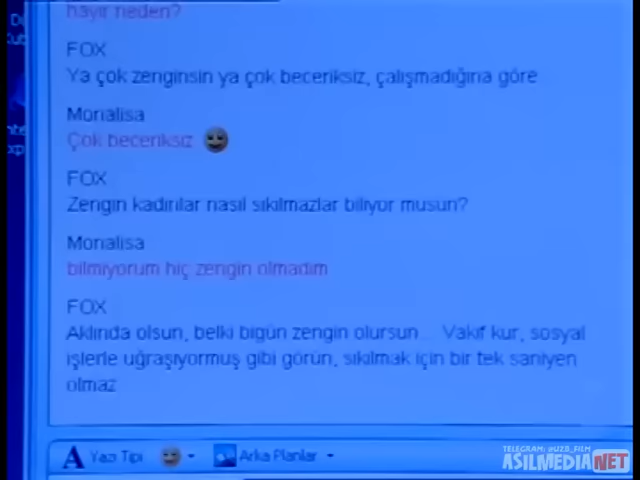 hayır neden?
FOX
Ya çok zenginsin ya çok beceriksiz, çalışmadığına göre
Monalisa
Çok beceriksiz
FOX
Zengin kadınlar nasıl sıkılmazlar biliyor musun?
Monalisa
bilmiyorum hiç zengin olmadım
FOX
Aklında olsun, belki bigün zengin olursun... Vakıf kur, sosyal
işlerle uğraşıyormuş gibi görün, sıkılmak için bir tek saniyen
olmaz
A Yazı Tipi
Arka Planlar
TELEGRAM: @UZB_FILM
ASILMEDIA.NET